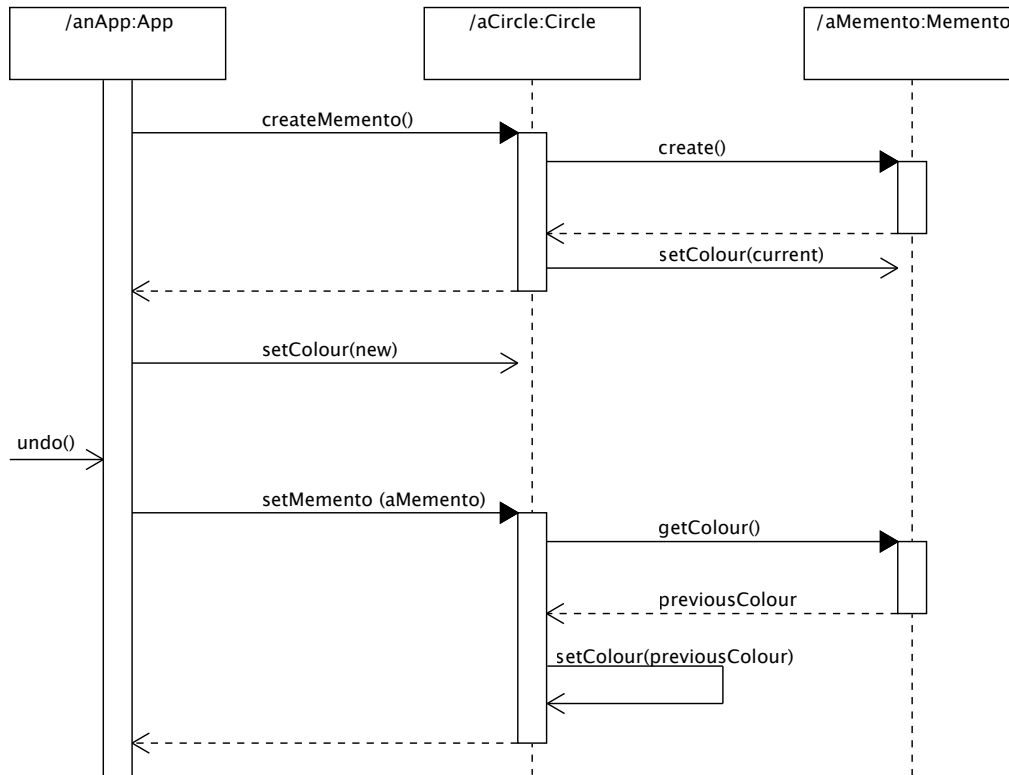 /anApp:App
/aCircle:Circle
/aMemento:Memento
createMemento()
create()
setColour(current)
setColour(new)
undo()
setMemento (aMemento)
getColour()
previousColour
setColour(previousColour)